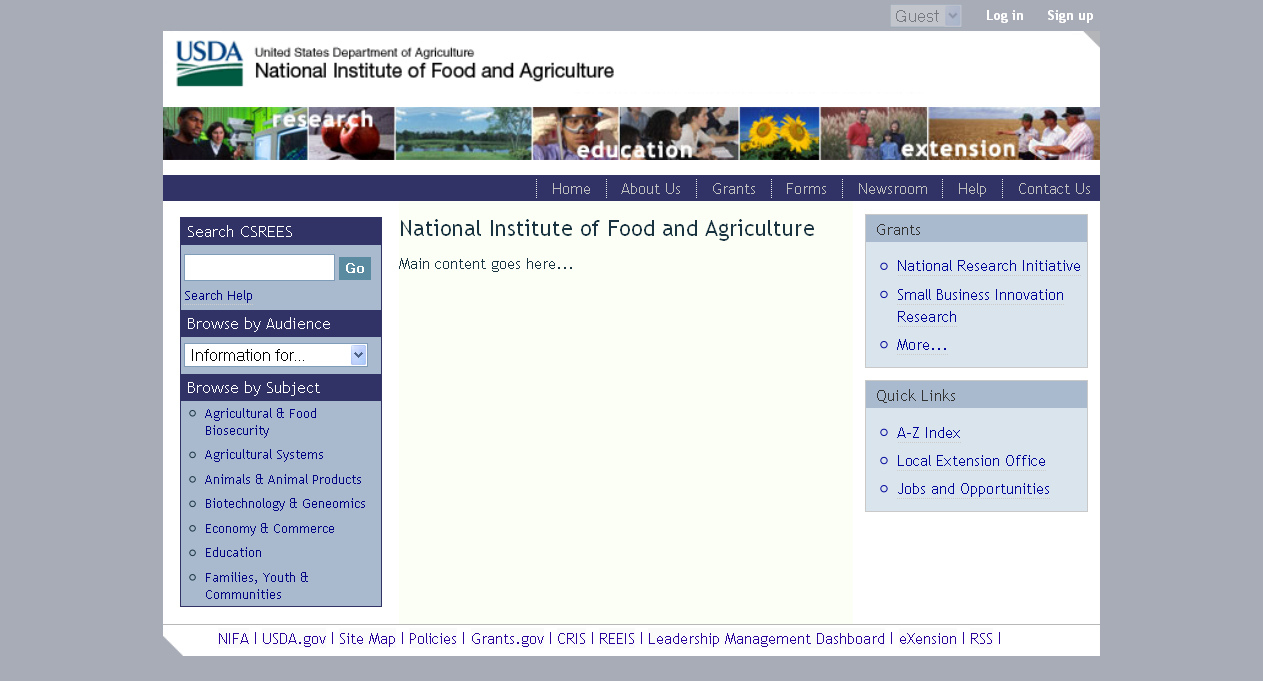 Guest Log in Sign up
USDA
United States Department of Agriculture
National Institute of Food and Agriculture
research
education
extension
Home About Us Grants Forms Newsroom Help Contact Us
Search CSREES
Go
Search Help
Browse by Audience
Information for...
Browse by Subject
Agricultural & Food
Biosecurity
Agricultural Systems
Animals & Animal Products
Biotechnology & Geneomics
Economy & Commerce
Education
Families, Youth &
Communities
National Institute of Food and Agriculture
Main content goes here...
Grants
National Research Initiative
Small Business Innovation
Research
More...
Quick Links
A-Z Index
Local Extension Office
Jobs and Opportunities
NIFA | USDA.gov | Site Map | Policies | Grants.gov | CRIS | REEIS | Leadership Management Dashboard | eXension | RSS |